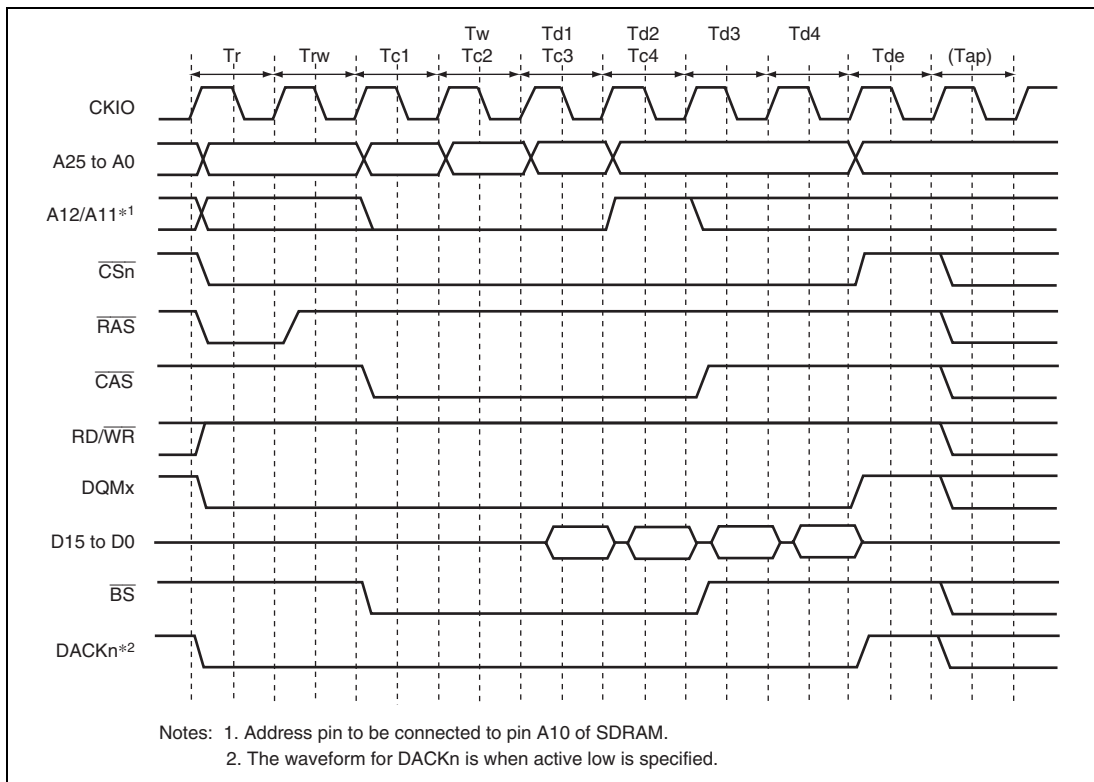 Tw Td1 Td2 Td3 Td4
Tr Trw Tc1 Tc2 Tc3 Tc4 Tde (Tap)
CKIO
A25 to A0
A12/A11*1
CSn
RAS
CAS
RD/WR
DQMx
D15 to D0
BS
DACKn*2
Notes: 1. Address pin to be connected to pin A10 of SDRAM.
2. The waveform for DACKn is when active low is specified.